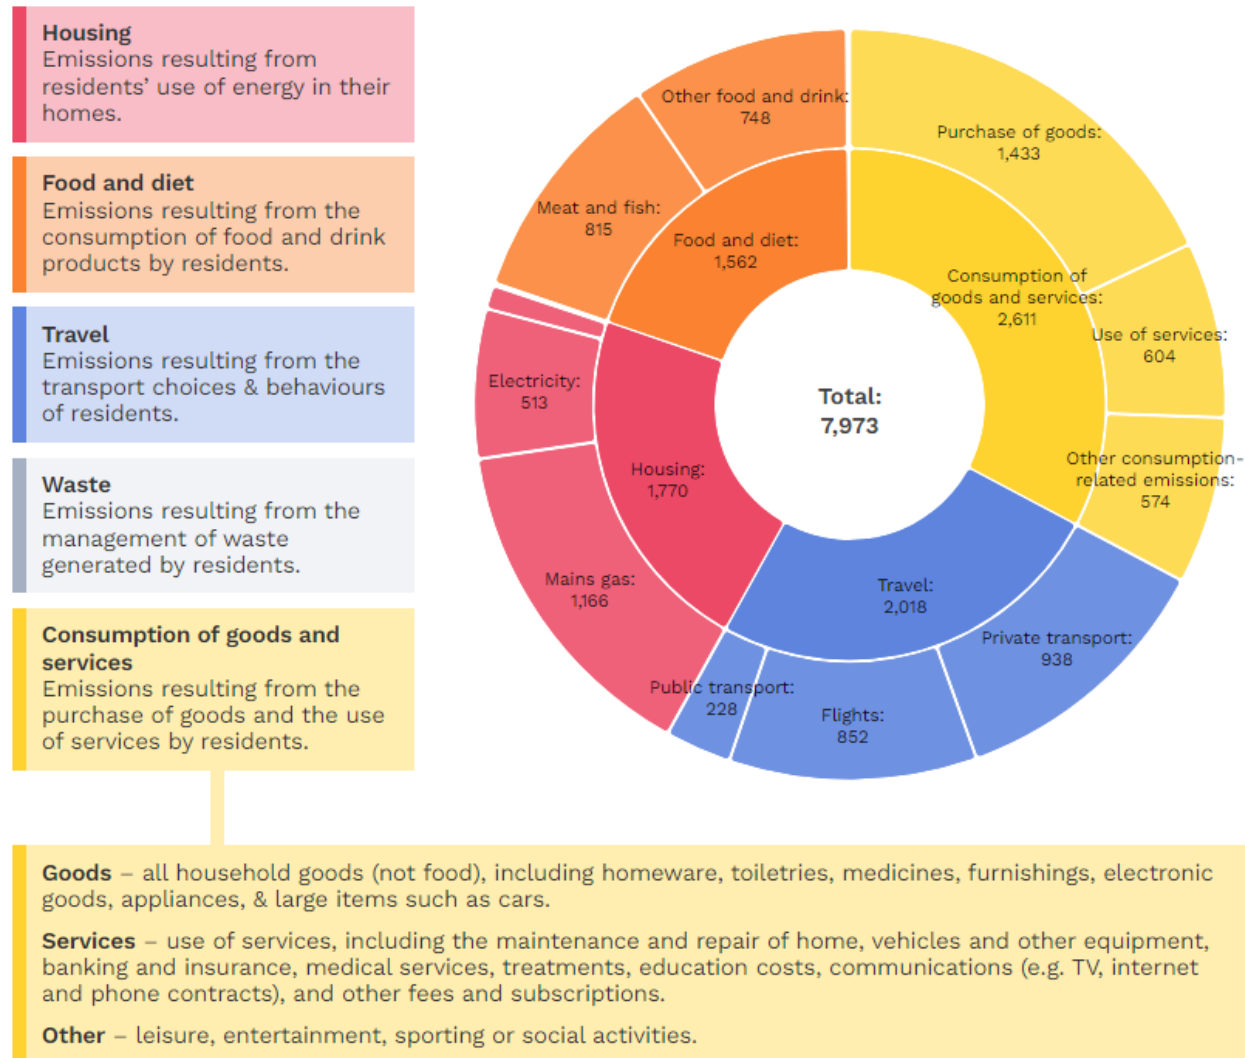 Housing
Emissions resulting from
residents’ use of energy in their
homes.
Food and diet
Emissions resulting from the
consumption of food and drink
products by residents.
Travel
Emissions resulting from the
transport choices & behaviours
of residents.
Waste
Emissions resulting from the
management of waste
generated by residents.
Consumption of goods and
services
Emissions resulting from the
purchase of goods and the use
of services by residents.
Other food and drink:
748
Purchase of goods:
1,433
Meat and fish:
815
Food and diet:
1,562
Consumption of
goods and services:
2,611
Use of services:
604
Electricity:
513
Total:
7,973
Housing:
1,770
Other consumption-
related emissions:
574
Mains gas:
1,166
Travel:
2,018
Private transport:
938
Public transport:
228
Flights:
852
Goods – all household goods (not food), including homeware, toiletries, medicines, furnishings, electronic
goods, appliances, & large items such as cars.
Services – use of services, including the maintenance and repair of home, vehicles and other equipment,
banking and insurance, medical services, treatments, education costs, communications (e.g. TV, internet
and phone contracts), and other fees and subscriptions.
Other – leisure, entertainment, sporting or social activities.